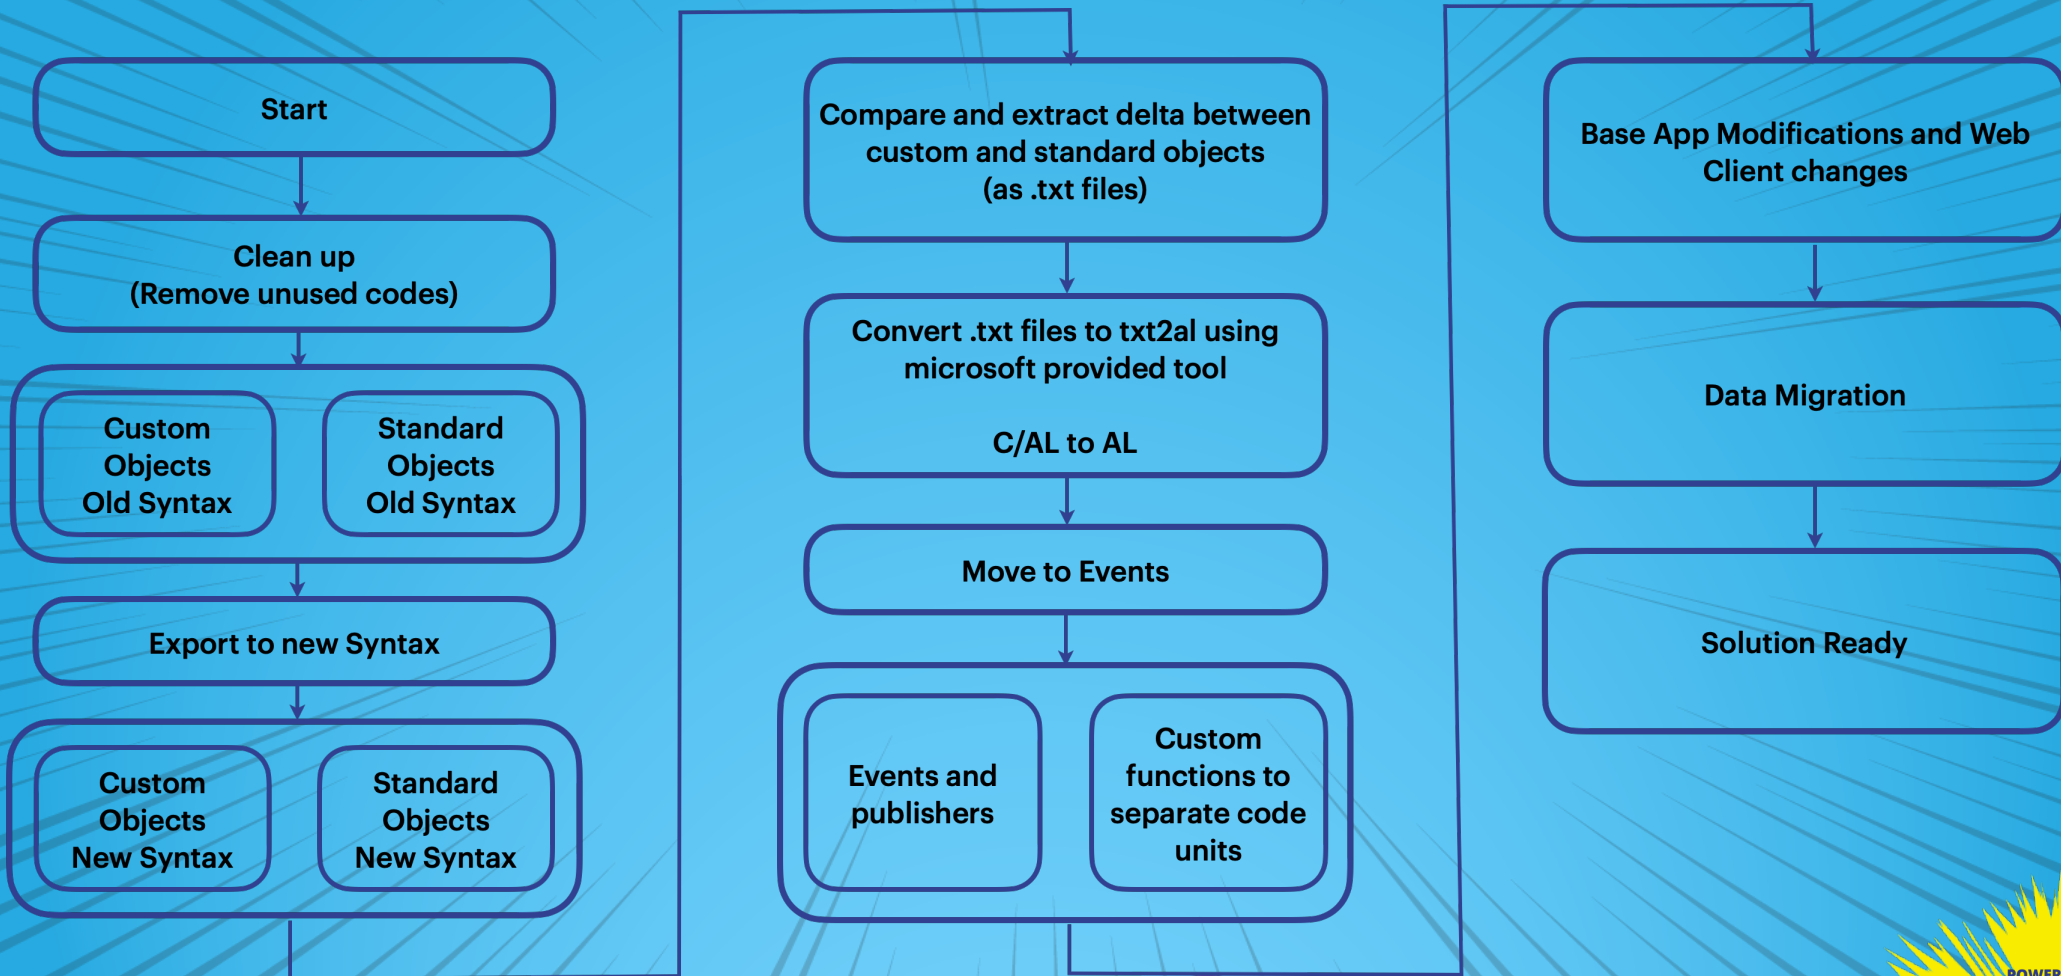 Start
Clean up
(Remove unused codes)
Custom
Objects
Old Syntax
Standard
Objects
Old Syntax
Export to new Syntax
Custom
Objects
New Syntax
Standard
Objects
New Syntax
Compare and extract delta between
custom and standard objects
(as .txt files)
Convert .txt files to txt2al using
microsoft provided tool
C/AL to AL
Move to Events
Events and
publishers
Custom
functions to
separate code
units
Base App Modifications and Web
Client changes
Data Migration
Solution Ready
POWER